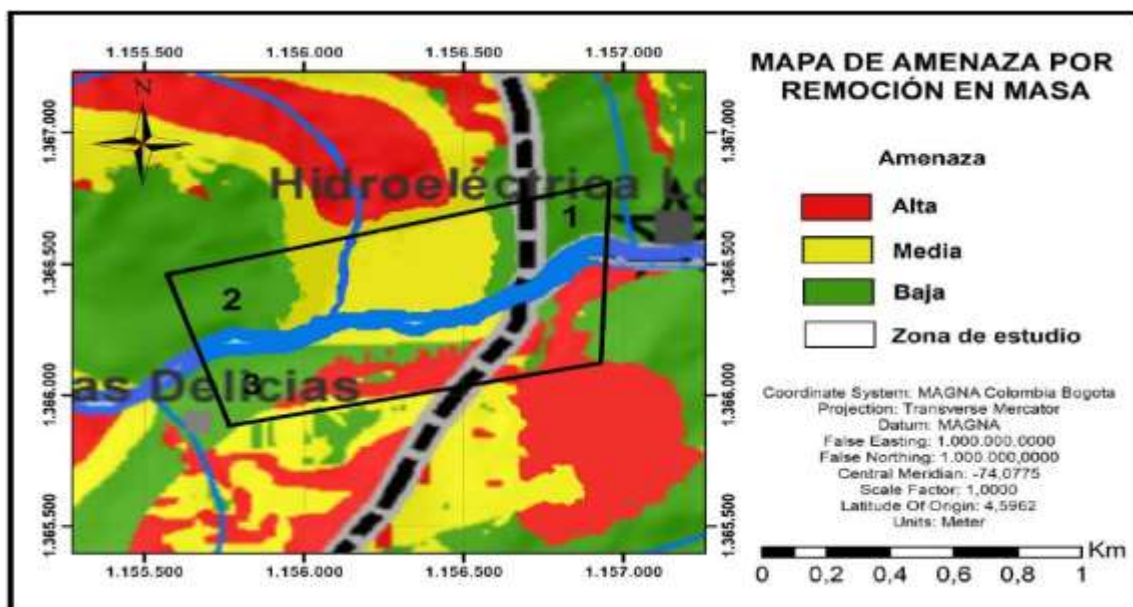 1.155.500 1.156.000 1.156.500 1.157.000
N
1.367.000 1.367.000
Hidroeléctrica Lo
1
1.366.500 1.366.500
2
3
as Delicias
1.366.000 1.366.000
1.365.500 1.365.500
1.155.500 1.156.000 1.156.500 1.157.000
MAPA DE AMENAZA POR
REMOCIÓN EN MASA
Amenaza
Alta
Media
Baja
Zona de estudio
Coordinate System: MAGNA Colombia Bogota
Projection: Transverse Mercator
Datum: MAGNA
False Easting: 1.000.000,0000
False Northing: 1.000.000,0000
Central Meridian: -74,0775
Scale Factor: 1,0000
Latitude Of Origin: 4,5962
Units: Meter
Km
0 0,2 0,4 0,6 0,8 1